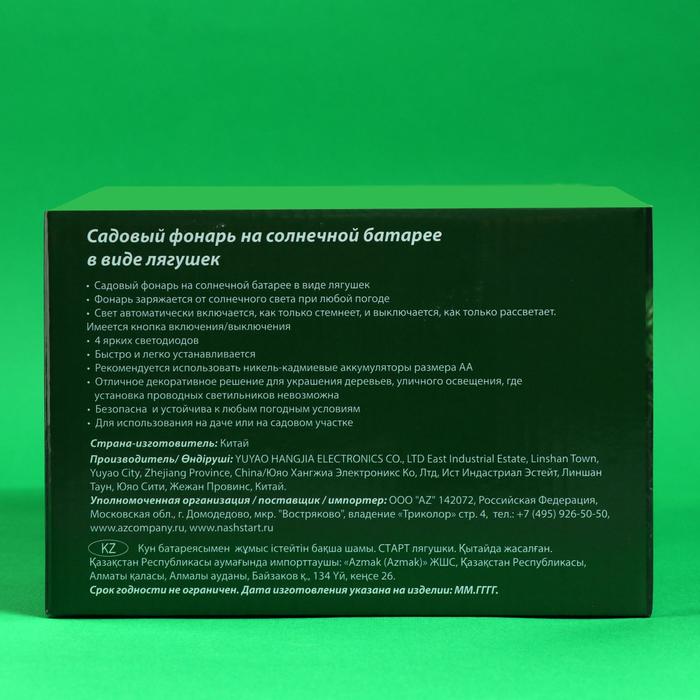 Садовый фонарь на солнечной батарее
в виде лягушек
• Садовый фонарь на солнечной батарее в виде лягушек
• Фонарь заряжается от солнечного света при любой погоде
• Свет автоматически включается, как только стемнеет, и выключается, как только рассветает.
Имеется кнопка включения/выключения
• 4 ярких светодиодов
• Быстро и легко устанавливается
• Рекомендуется использовать никель-кадмиевые аккумуляторы размера АА
• Отличное декоративное решение для украшения деревьев, уличного освещения, где
установка проводных светильников невозможна
• Безопасна и устойчива к любым погодным условиям
• Для использования на даче или на садовом участке
Страна-изготовитель: Китай
Производитель/ Өндіруші: YUYAO HANGJIA ELECTRONICS CO., LTD East Industrial Estate, Linshan Town,
Yuyao City, Zhejiang Province, China/Юяо Хангжиа Электроникс Ко, Лтд, Ист Индастриал Эстейт, Линшан
Таун, Юяо Сити, Жежан Провинс, Китай.
Уполномоченная организация / поставщик / импортер: ООО "AZ" 142072, Российская Федерация,
Московская обл., г. Домодедово, мкр. "Востряково", владение «Триколор» стр. 4, тел.: +7 (495) 926-50-50,
www.azcompany.ru, www.nashstart.ru
KZ Кун батареясымен жұмыс істейтін бақша шамы. СТАРТ лягушки. Қытайда жасалған.
Қазақстан Республикасы аумағында импорттаушы: «Azmak (Azmak)» ЖШС, Қазақстан Республикасы,
Алматы қаласы, Алмалы ауданы, Байзаков қ., 134 Үй, кеңсе 26.
Срок годности не ограничен. Дата изготовления указана на изделии: ММ.ГГГГ.